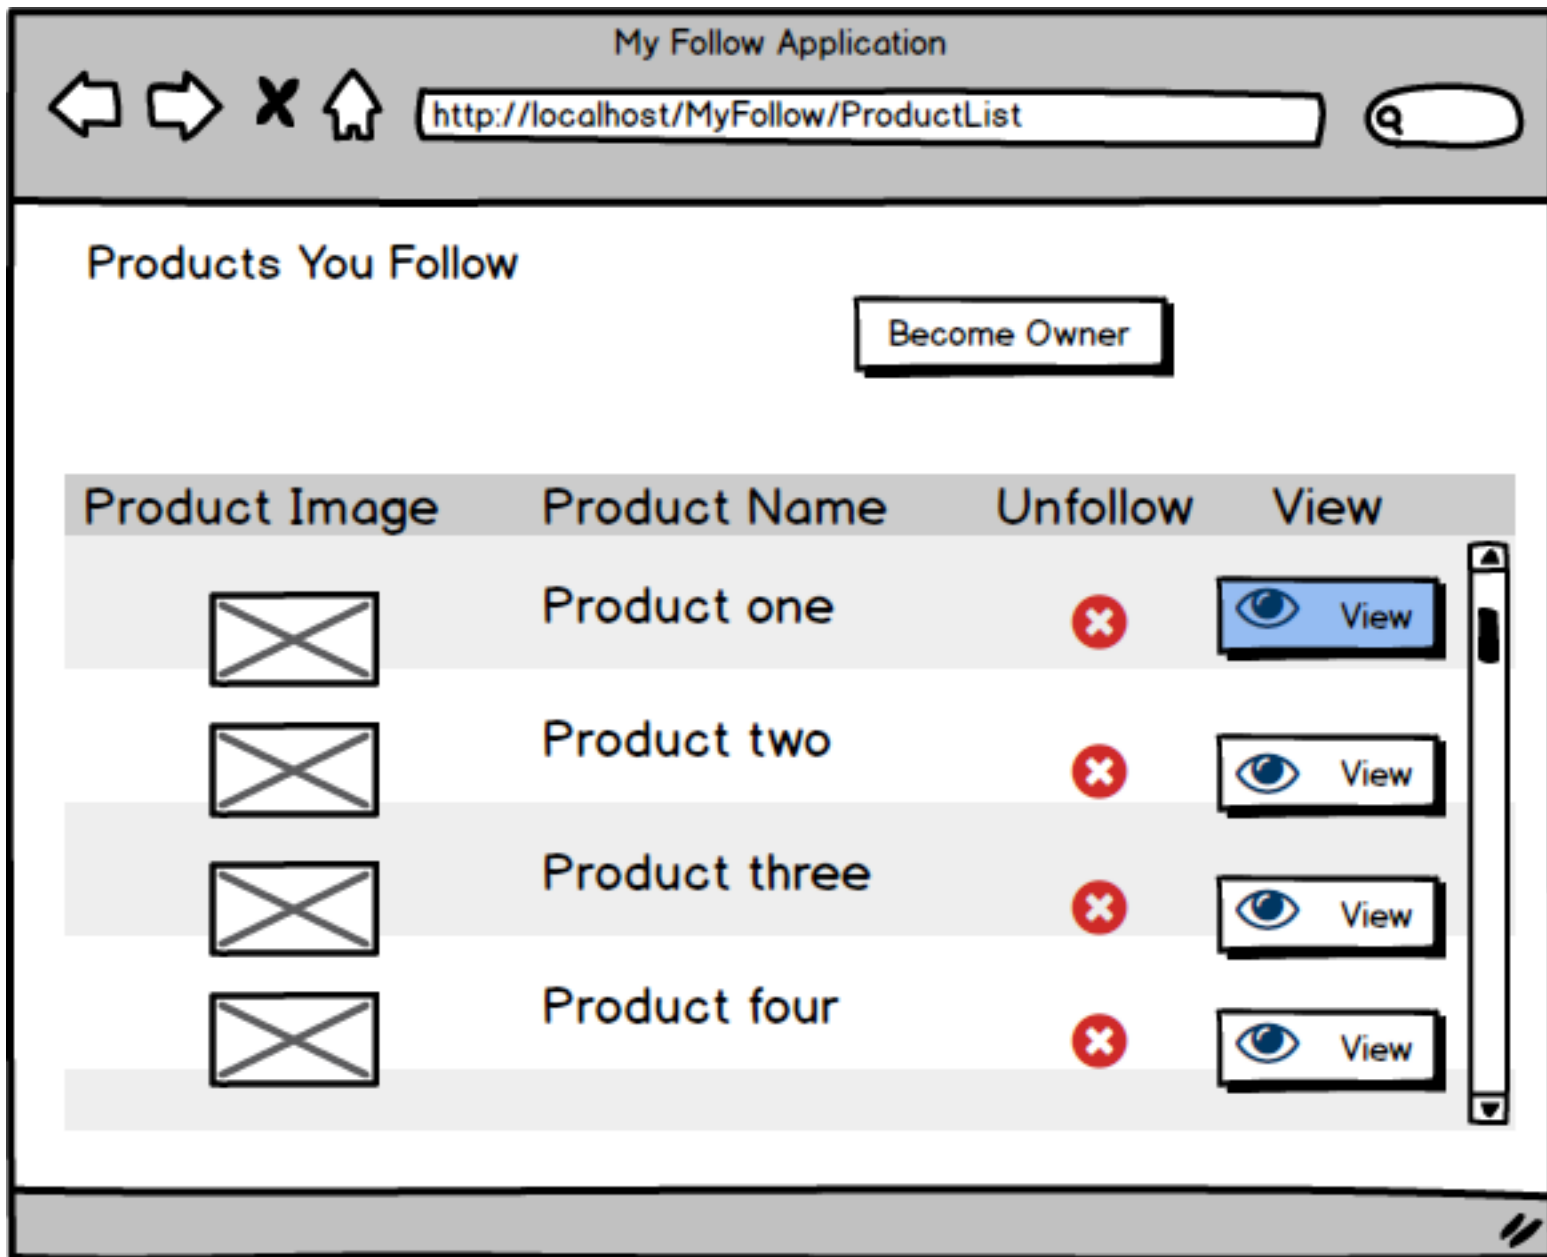 My Follow Application
http://localhost/MyFollow/ProductList
Products You Follow
Become Owner
Product Image Product Name Unfollow View
Product one View
Product two View
Product three View
Product four View